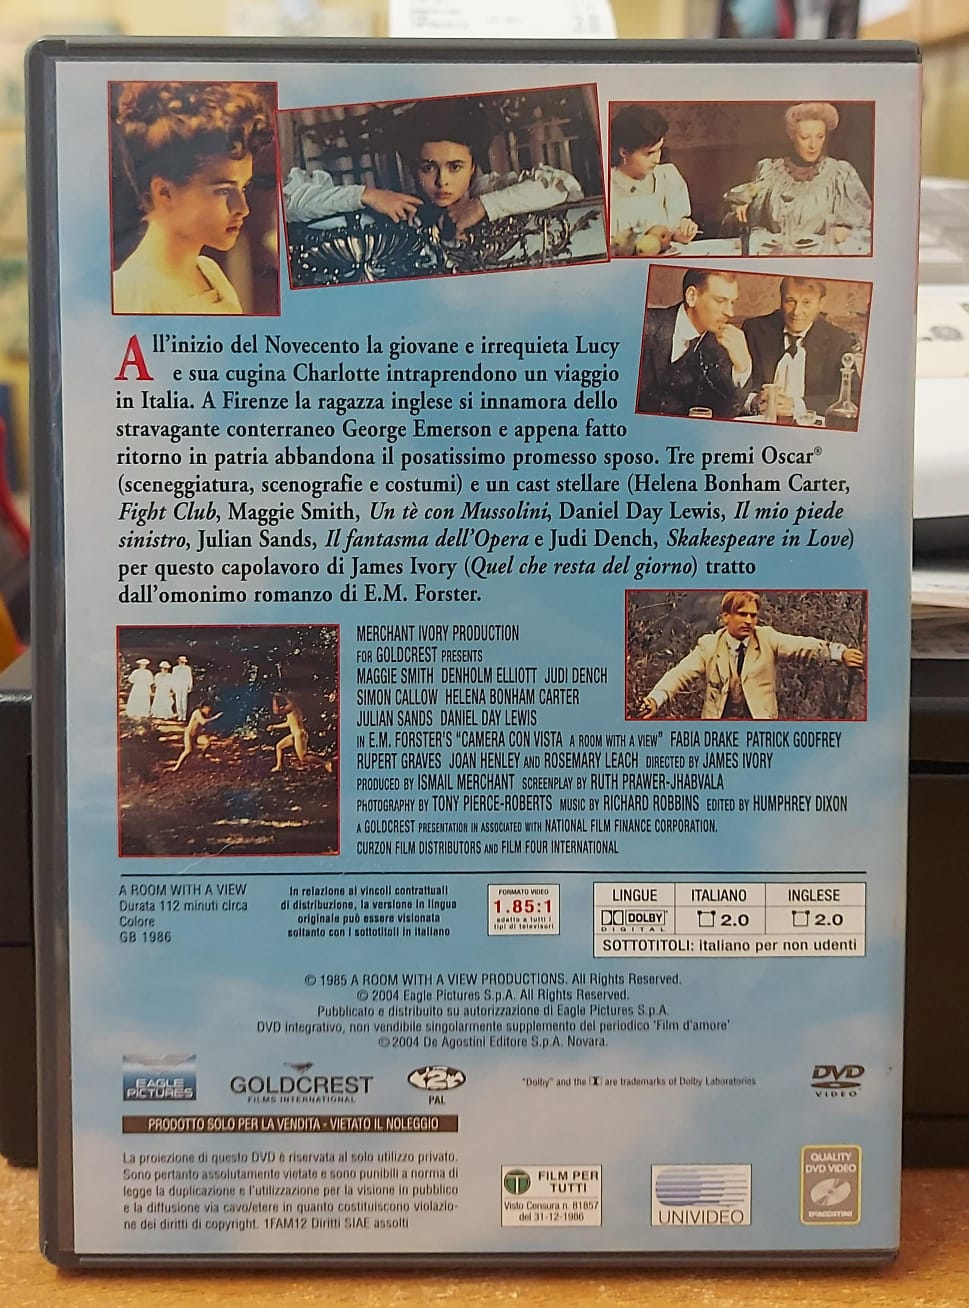 All'inizio del Novecento la giovane e irrequieta Lucy
e sua cugina Charlotte intraprendono un viaggio
in Italia. A Firenze la ragazza inglese si innamora dello
stravagante conterraneo George Emerson e appena fatto
ritorno in patria abbandona il posatissimo promesso sposo. Tre premi Oscar®
(sceneggiatura, scenografie e costumi) e un cast stellare (Helena Bonham Carter,
Fight Club, Maggie Smith, Un tè con Mussolini, Daniel Day Lewis, Il mio piede
sinistro, Julian Sands, Il fantasma dell'Opera e Judi Dench, Skakespeare in Love)
per questo capolavoro di James Ivory (Quel che resta del giorno) tratto
dall'omonimo romanzo di E.M. Forster.
MERCHANT IVORY PRODUCTION
FOR GOLDCREST PRESENTS
MAGGIE SMITH DENHOLM ELLIOTT JUDI DENCH
SIMON CALLOW HELENA BONHAM CARTER
JULIAN SANDS DANIEL DAY LEWIS
IN E.M. FORSTER'S "CAMERA CON VISTA A ROOM WITH A VIEW" FABIA DRAKE PATRICK GODFREY
RUPERT GRAVES JOAN HENLEY AND ROSEMARY LEACH DIRECTED BY JAMES IVORY
PRODUCED BY ISMAIL MERCHANT SCREENPLAY BY RUTH PRAWER-JHABVALA
PHOTOGRAPHY BY TONY PIERCE-ROBERTS MUSIC BY RICHARD ROBBINS EDITED BY HUMPHREY DIXON
A GOLDCREST PRESENTATION IN ASSOCIATED WITH NATIONAL FILM FINANCE CORPORATION.
CURZON FILM DISTRIBUTORS AND FILM FOUR INTERNATIONAL
A ROOM WITH A VIEW
Durata 112 minuti circa
Colore
GB 1986
In relazione ai vincoli contrattuali
di distribuzione, la versione in lingua
originale può essere visionata
soltanto con i sottotitoli in italiano
FORMATO VIDEO
1.85:1
adatto a tutti i
tipi di televisori
LINGUE ITALIANO INGLESE
DOLBY 2.0 2.0
DIGITAL
SOTTOTITOLI: italiano per non udenti
© 1985 A ROOM WITH A VIEW PRODUCTIONS. All Rights Reserved.
© 2004 Eagle Pictures S.p.A. All Rights Reserved.
Pubblicato e distribuito su autorizzazione di Eagle Pictures S.p.A.
DVD integrativo, non vendibile singolarmente supplemento del periodico 'Film d'amore'
© 2004 De Agostini Editore S.p.A. Novara.
EAGLE
PICTURES
GOLDCREST
FILMS INTERNATIONAL
2
PAL
"Dolby" and the are trademarks of Dolby Laboratories
DVD
VIDEO
PRODOTTO SOLO PER LA VENDITA - VIETATO IL NOLEGGIO
La proiezione di questo DVD è riservata al solo utilizzo privato.
Sono pertanto assolutamente vietate e sono punibili a norma di
legge la duplicazione e l'utilizzazione per la visione in pubblico
e la diffusione via cavo/etere in quanto costituiscono violazio-
ne dei diritti di copyright. 1FAM12 Diritti SIAE assolti
T FILM PER
TUTTI
Visto Censura n. 81857
del 31-12-1986
UNIVIDEO
QUALITY
DVD VIDEO
DEAGOSTINI